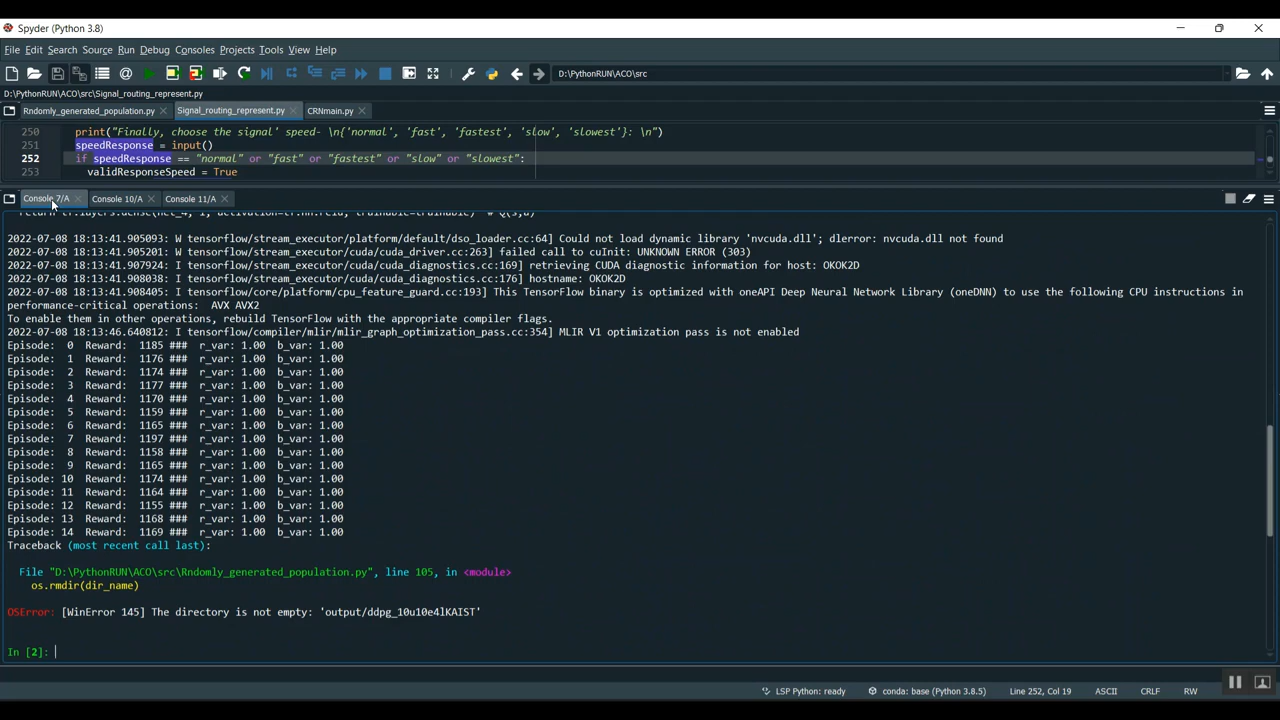 Spyder (Python 3.8)
File Edit Search Source Run Debug Consoles Projects Tools View Help
D:\PythonRUN\ACO\src
D:\PythonRUN\ACO\src\Signal_routing_represent.py
Rndomly_generated_population.py Signal_routing_represent.py CRNmain.py
250 print("Finally, choose the signal' speed- \n{'normal', 'fast', 'fastest', 'slow', 'slowest'}: \n")
251 speedResponse = input()
252 if speedResponse == "normal" or "fast" or "fastest" or "slow" or "slowest":
253 validResponseSpeed = True
Console 7/A Console 10/A Console 11/A
return tf.layers.dense(net_4, 1, activation=tf.nn.relu, trainable=trainable) # Q(s,a)
2022-07-08 18:13:41.905093: W tensorflow/stream_executor/platform/default/dso_loader.cc:64] Could not load dynamic library 'nvcuda.dll'; dlerror: nvcuda.dll not found
2022-07-08 18:13:41.905201: W tensorflow/stream_executor/cuda/cuda_driver.cc:263] failed call to cuInit: UNKNOWN ERROR (303)
2022-07-08 18:13:41.907924: I tensorflow/stream_executor/cuda/cuda_diagnostics.cc:169] retrieving CUDA diagnostic information for host: OKOK2D
2022-07-08 18:13:41.908038: I tensorflow/stream_executor/cuda/cuda_diagnostics.cc:176] hostname: OKOK2D
2022-07-08 18:13:41.908405: I tensorflow/core/platform/cpu_feature_guard.cc:193] This TensorFlow binary is optimized with oneAPI Deep Neural Network Library (oneDNN) to use the following CPU instructions in
performance-critical operations: AVX AVX2
To enable them in other operations, rebuild TensorFlow with the appropriate compiler flags.
2022-07-08 18:13:46.640812: I tensorflow/compiler/mlir/mlir_graph_optimization_pass.cc:354] MLIR V1 optimization pass is not enabled
Episode: 0 Reward: 1185 ### r_var: 1.00 b_var: 1.00
Episode: 1 Reward: 1176 ### r_var: 1.00 b_var: 1.00
Episode: 2 Reward: 1174 ### r_var: 1.00 b_var: 1.00
Episode: 3 Reward: 1177 ### r_var: 1.00 b_var: 1.00
Episode: 4 Reward: 1170 ### r_var: 1.00 b_var: 1.00
Episode: 5 Reward: 1159 ### r_var: 1.00 b_var: 1.00
Episode: 6 Reward: 1165 ### r_var: 1.00 b_var: 1.00
Episode: 7 Reward: 1197 ### r_var: 1.00 b_var: 1.00
Episode: 8 Reward: 1158 ### r_var: 1.00 b_var: 1.00
Episode: 9 Reward: 1165 ### r_var: 1.00 b_var: 1.00
Episode: 10 Reward: 1174 ### r_var: 1.00 b_var: 1.00
Episode: 11 Reward: 1164 ### r_var: 1.00 b_var: 1.00
Episode: 12 Reward: 1155 ### r_var: 1.00 b_var: 1.00
Episode: 13 Reward: 1168 ### r_var: 1.00 b_var: 1.00
Episode: 14 Reward: 1169 ### r_var: 1.00 b_var: 1.00
Traceback (most recent call last):
File "D:\PythonRUN\ACO\src\Rndomly_generated_population.py", line 105, in <module>
os.rmdir(dir_name)
OSError: [WinError 145] The directory is not empty: 'output/ddpg_10u10e4lKAIST'
In [2]:
LSP Python: ready conda: base (Python 3.8.5) Line 252, Col 19 ASCII CRLF RW